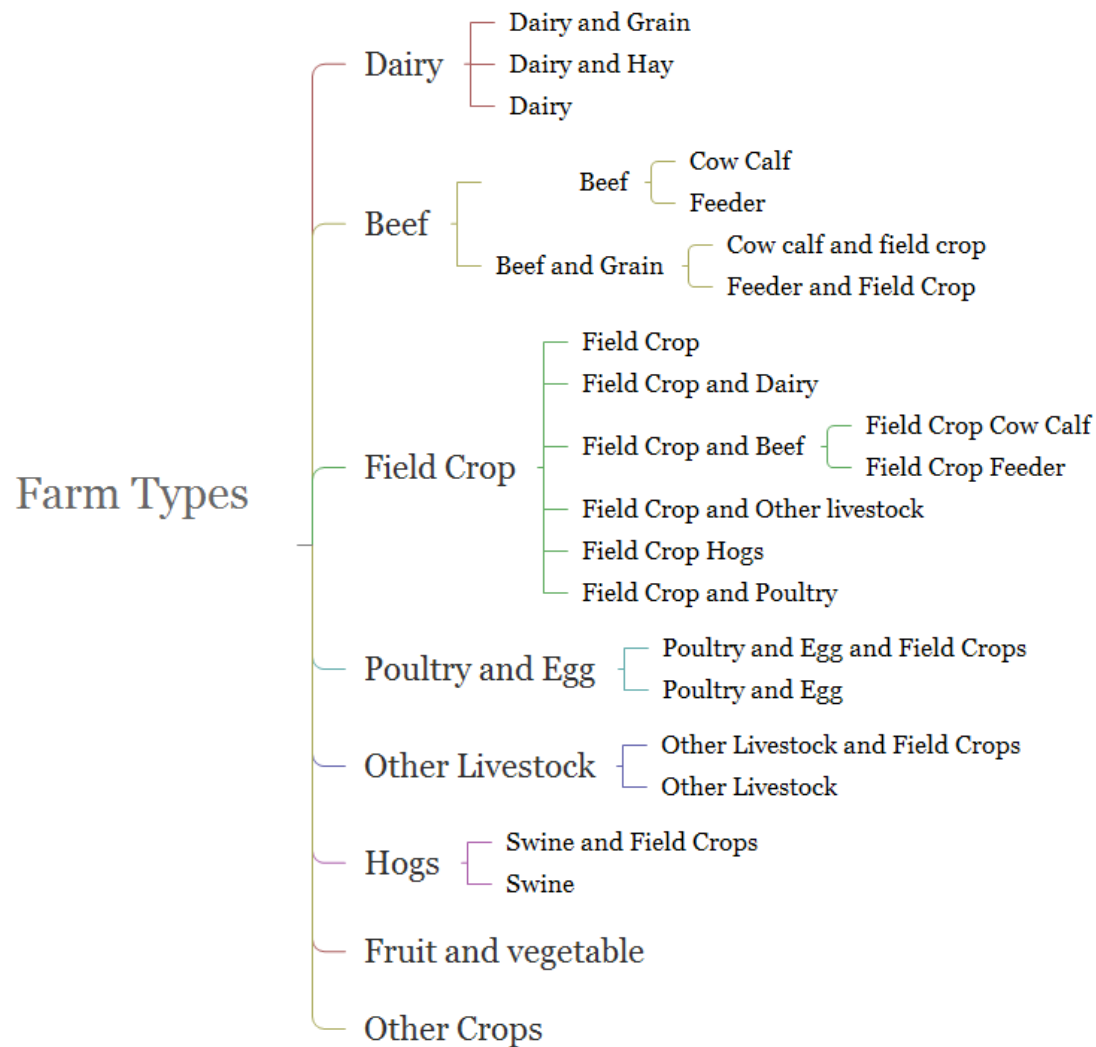 Farm Types
Dairy
Dairy and Grain
Dairy and Hay
Dairy
Beef
Beef
Cow Calf
Feeder
Beef and Grain
Cow calf and field crop
Feeder and Field Crop
Field Crop
Field Crop
Field Crop and Dairy
Field Crop and Beef
Field Crop Cow Calf
Field Crop Feeder
Field Crop and Other livestock
Field Crop Hogs
Field Crop and Poultry
Poultry and Egg
Poultry and Egg and Field Crops
Poultry and Egg
Other Livestock
Other Livestock and Field Crops
Other Livestock
Hogs
Swine and Field Crops
Swine
Fruit and vegetable
Other Crops